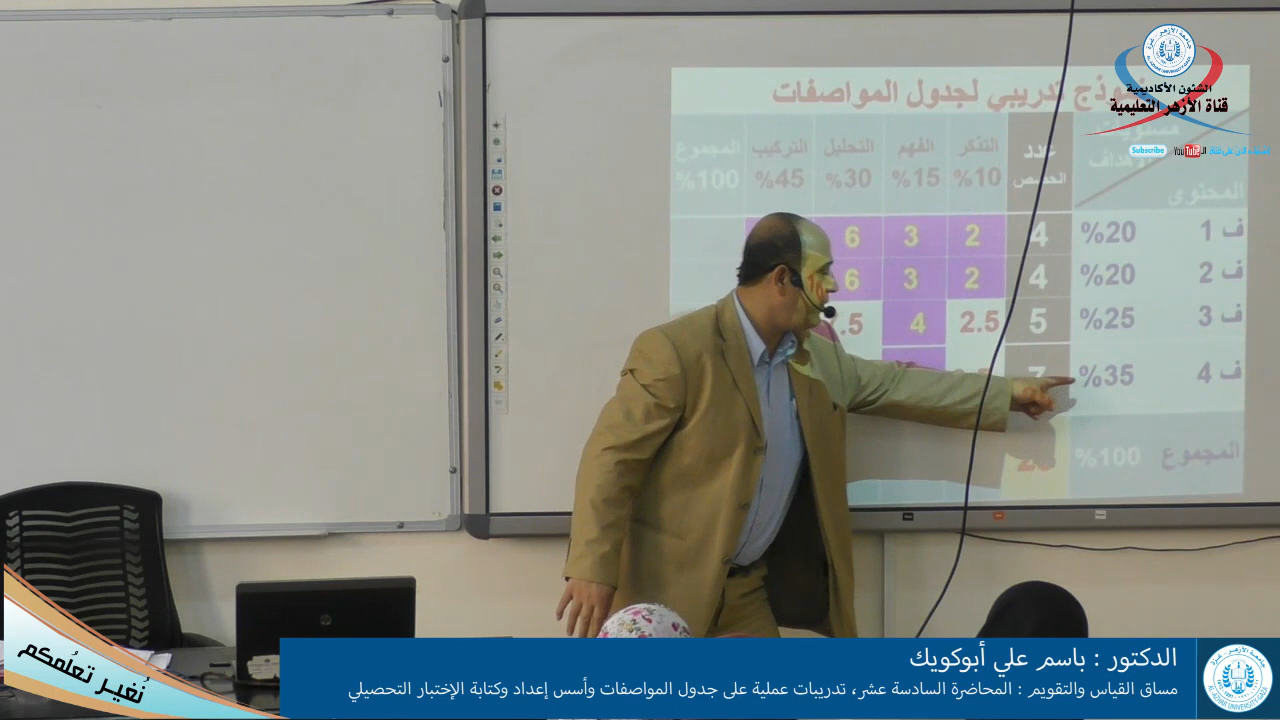 الشئون الأكاديمية
قناة الأزهر التعليمية
Subscribe YouTube
تدريبي لجدول المواصفات
مستويات
المحتوى
عدد الحصص
التذكر %10
الفهم %15
التحليل %30
التركيب %45
المجموع %100
ف 1 %20 4 2 3 6
ف 2 %20 4 2 3 6
ف 3 %25 5 2.5 4
ف 4 %35
المجموع %100
نُغيـر تعلُمكم
الدكتور : باسم علي أبوكويك
مساق القياس والتقويم : المحاضرة السادسة عشر، تدريبات عملية على جدول المواصفات وأسس إعداد وكتابة الإختبار التحصيلي